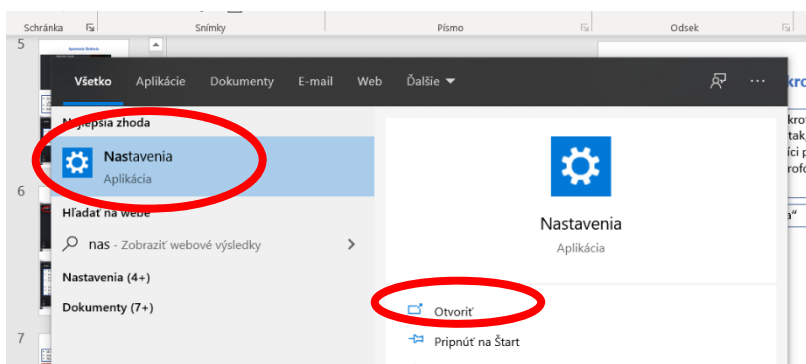 Schránka Snímky Písmo Odsek
5
Všetko Aplikácie Dokumenty E-mail Web Ďalšie
Najlepšia zhoda
Nastavenia
Aplikácia
6
Hľadať na webe
nas - Zobraziť webové výsledky
Nastavenia (4+)
Dokumenty (7+)
7
Nastavenia
Aplikácia
Otvoriť
Pripnúť na Štart